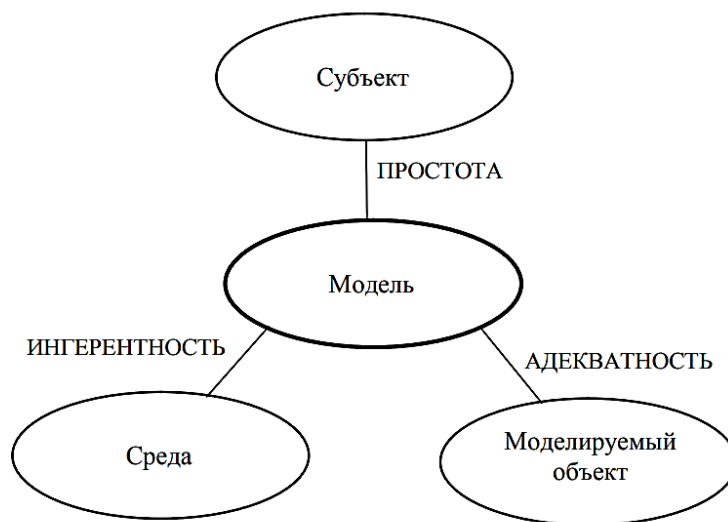 Субъект
ПРОСТОТА
Модель
ИНГЕРЕНТНОСТЬ
АДЕКВАТНОСТЬ
Среда
Моделируемый
объект